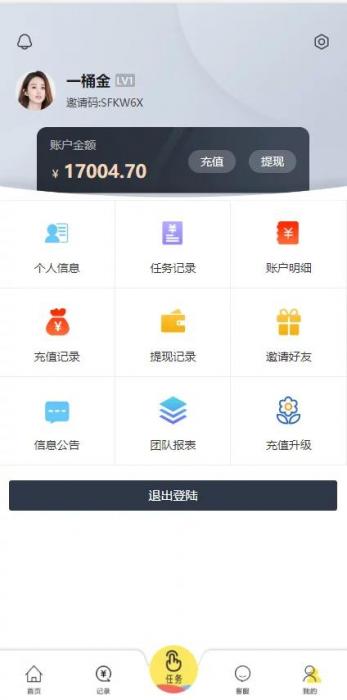 一桶金 LV1
邀请码:SFKW6X
账户金额
¥ 17004.70 充值 提现
个人信息 任务记录 账户明细
充值记录 提现记录 邀请好友
信息公告 团队报表 充值升级
退出登陆
首页 记录 任务 客服 我的